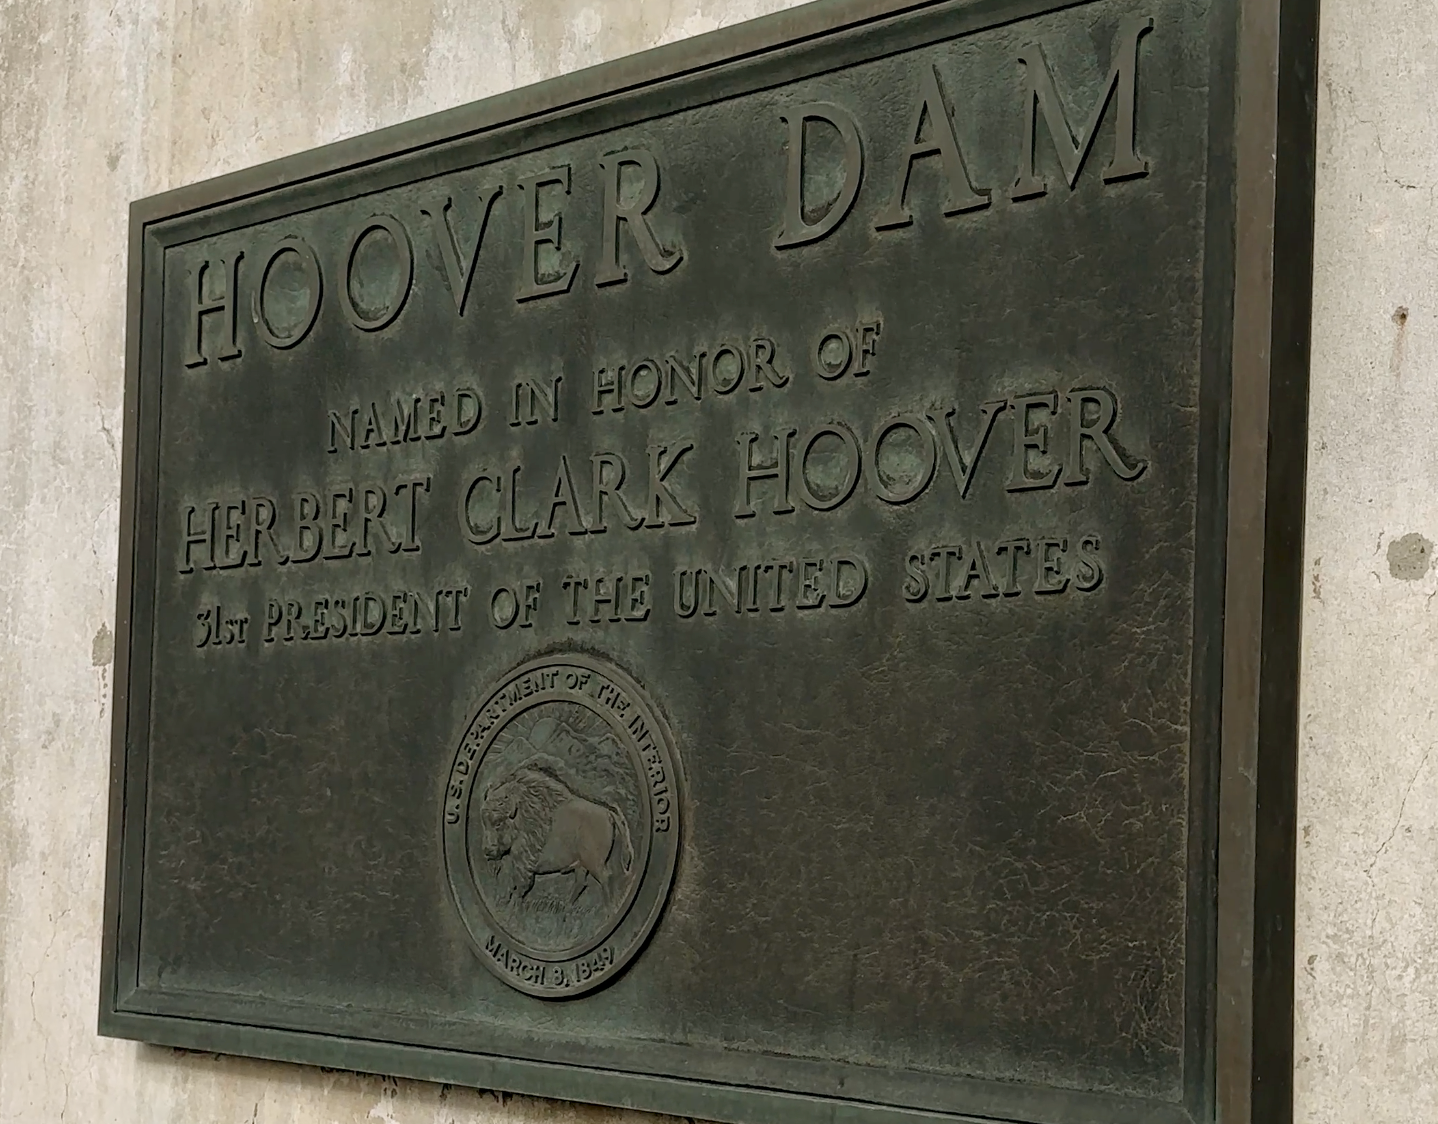 HOOVER DAM
NAMED IN HONOR OF
HERBERT CLARK HOOVER
31st PRESIDENT OF THE UNITED STATES
U.S. DEPARTMENT OF THE INTERIOR
MARCH 3, 1849